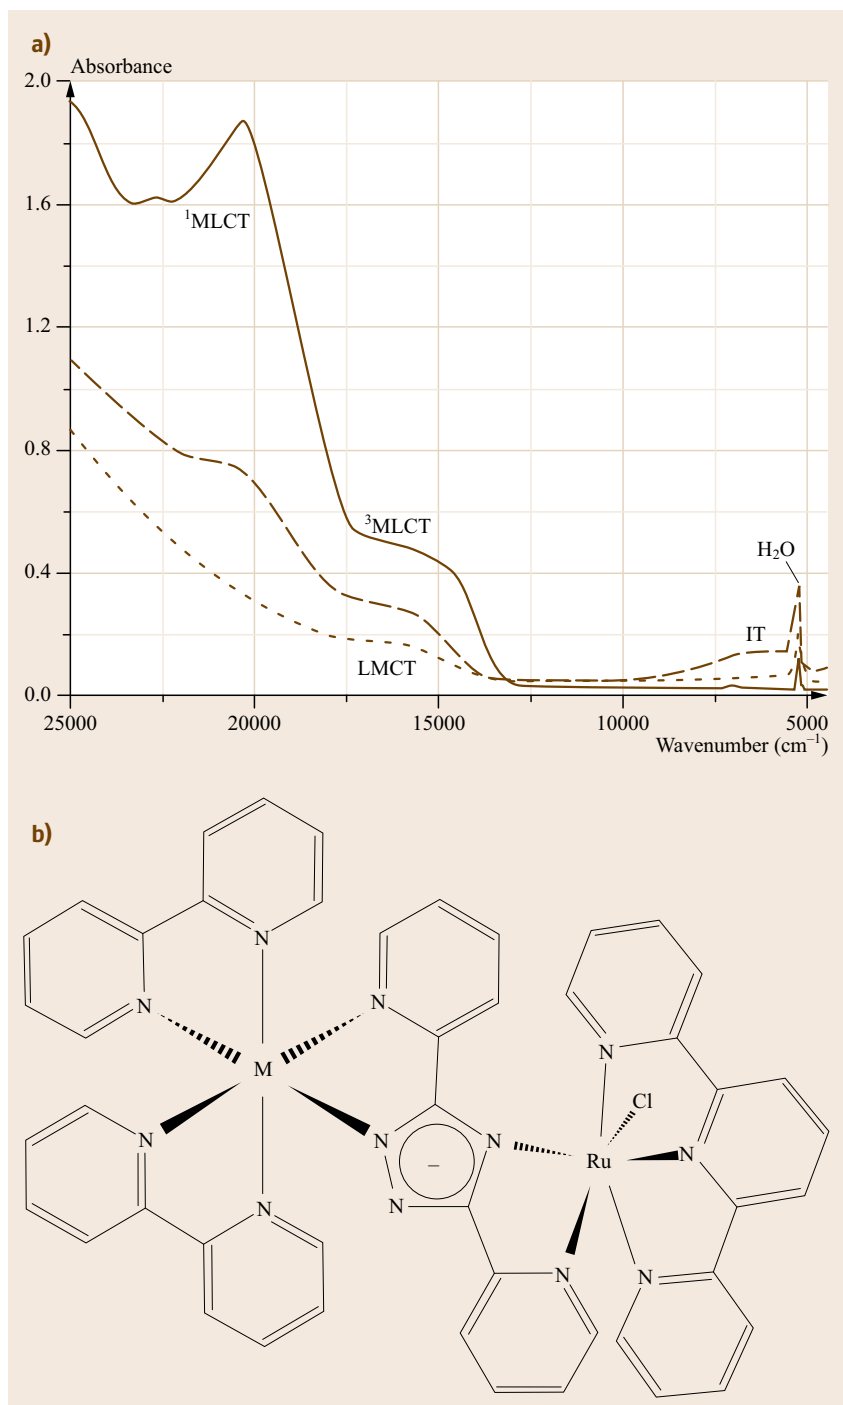 a)
Absorbance
2.0
1.6
¹MLCT
1.2
0.8
³MLCT
H₂O
0.4
IT
LMCT
0.0
25000 20000 15000 10000 5000
Wavenumber (cm⁻¹)
b)
N
N
N
N
M
Cl
N
N
N
Ru
N
–
N
N
N
N